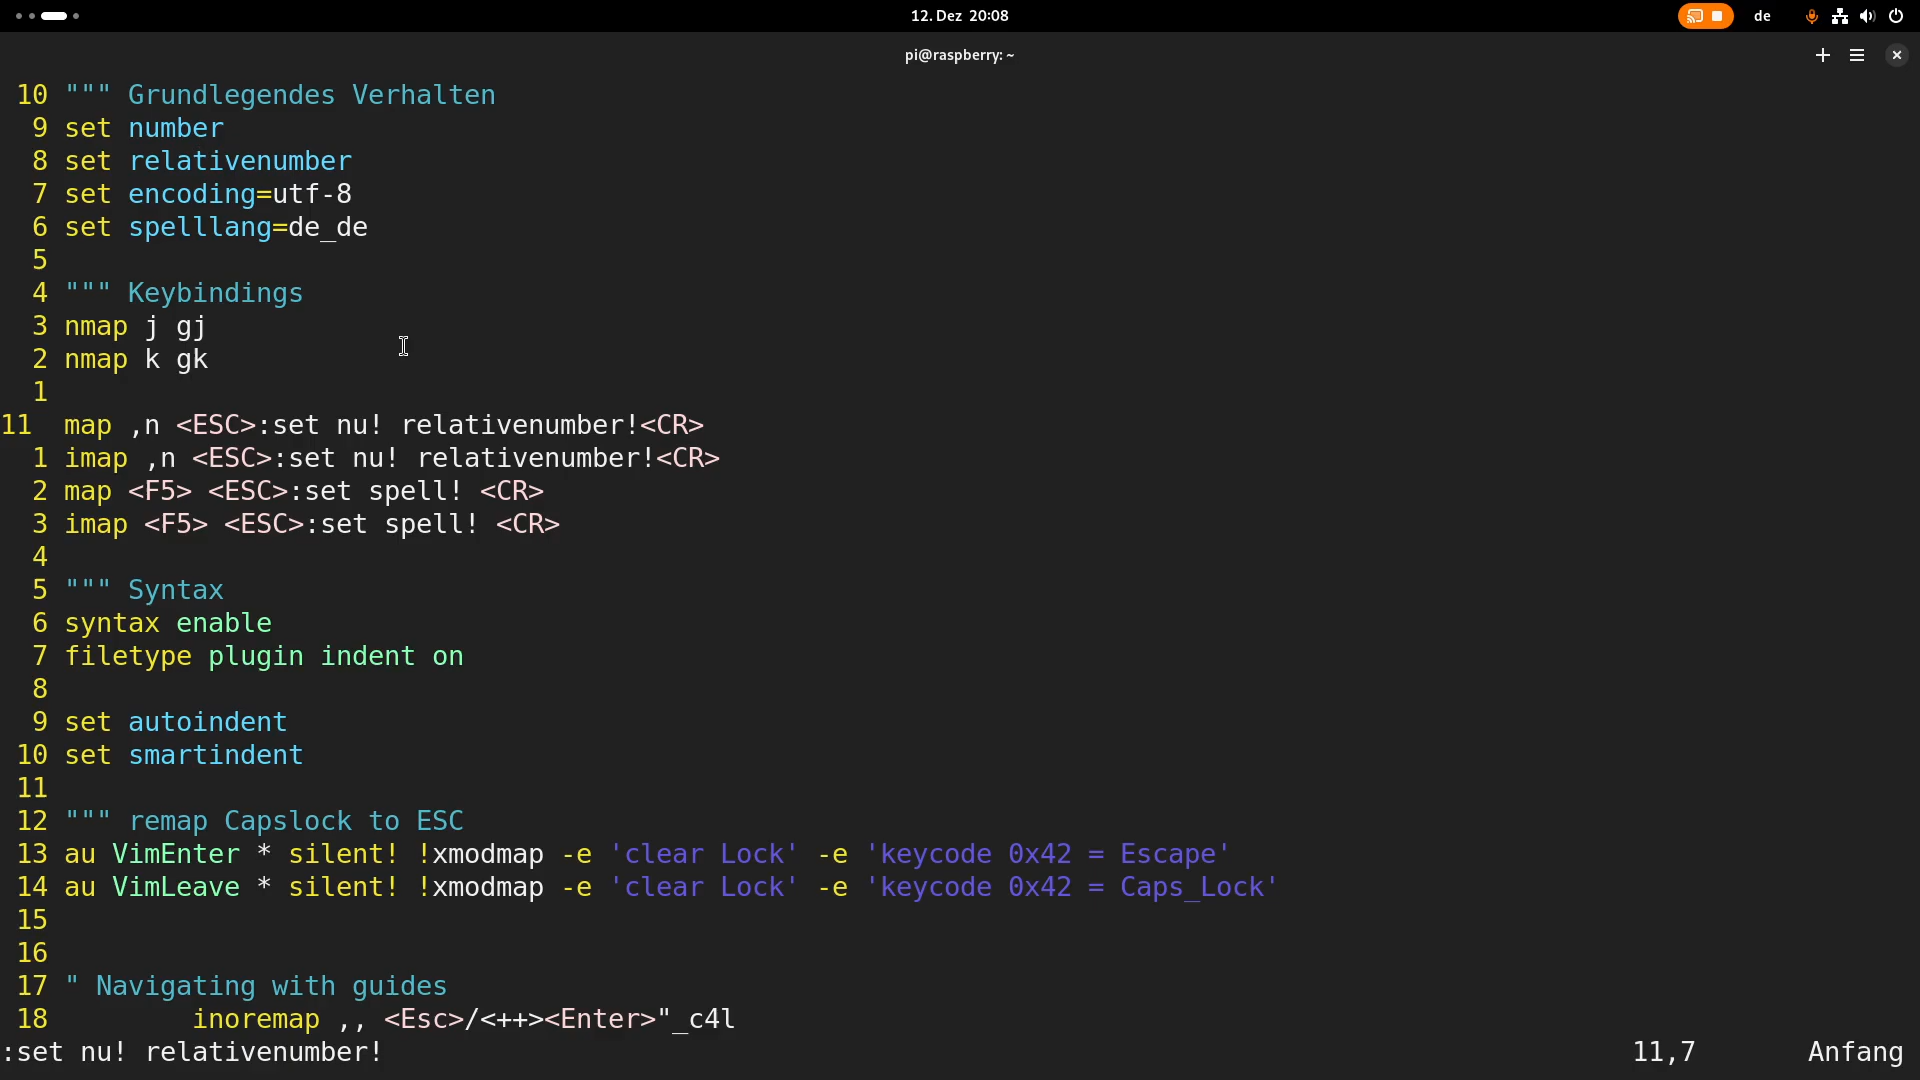 12. Dez 20:08
de
pi@raspberry: ~
10 """ Grundlegendes Verhalten
9 set number
8 set relativenumber
7 set encoding=utf-8
6 set spelllang=de_de
5
4 """ Keybindings
3 nmap j gj
2 nmap k gk
1
11 map ,n <ESC>:set nu! relativenumber!<CR>
1 imap ,n <ESC>:set nu! relativenumber!<CR>
2 map <F5> <ESC>:set spell! <CR>
3 imap <F5> <ESC>:set spell! <CR>
4
5 """ Syntax
6 syntax enable
7 filetype plugin indent on
8
9 set autoindent
10 set smartindent
11
12 """ remap Capslock to ESC
13 au VimEnter * silent! !xmodmap -e 'clear Lock' -e 'keycode 0x42 = Escape'
14 au VimLeave * silent! !xmodmap -e 'clear Lock' -e 'keycode 0x42 = Caps_Lock'
15
16
17 " Navigating with guides
18 inoremap ,, <Esc>/<++><Enter>"_c4l
:set nu! relativenumber! 11,7 Anfang